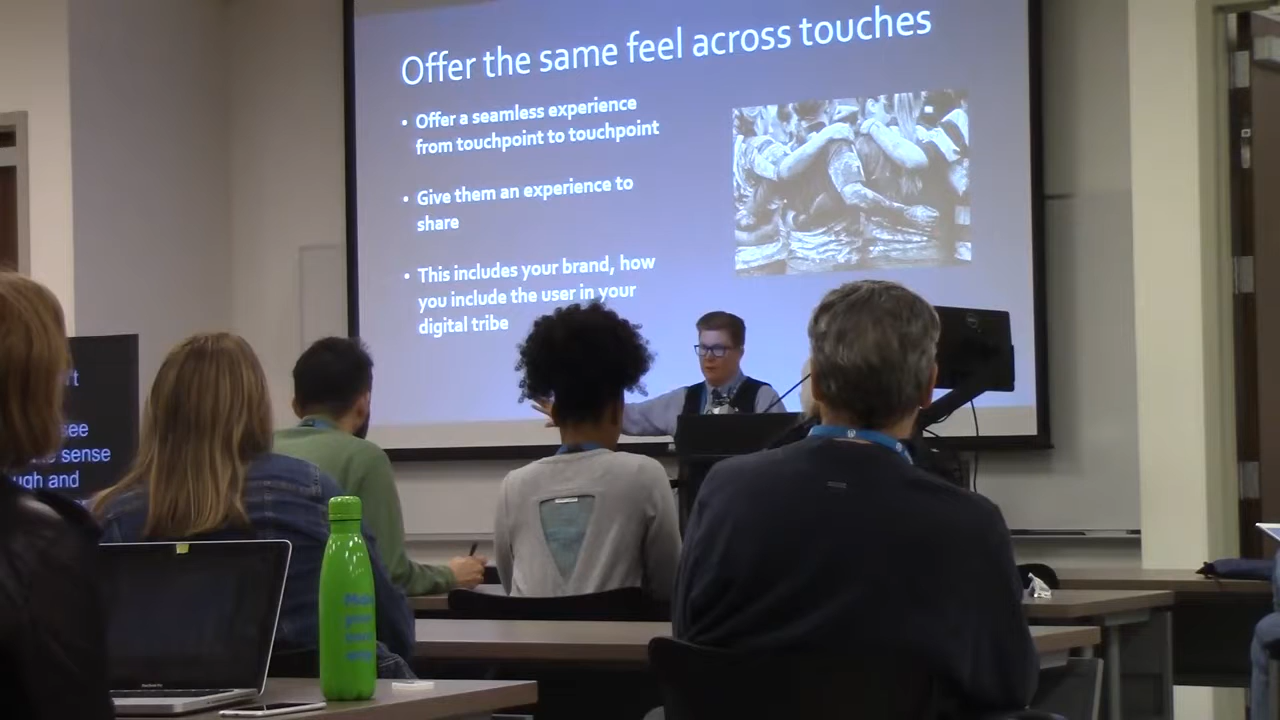 Offer the same feel across touches
• Offer a seamless experience
from touchpoint to touchpoint
• Give them an experience to
share
• This includes your brand, how
you include the user in your
digital tribe
see
sense
and